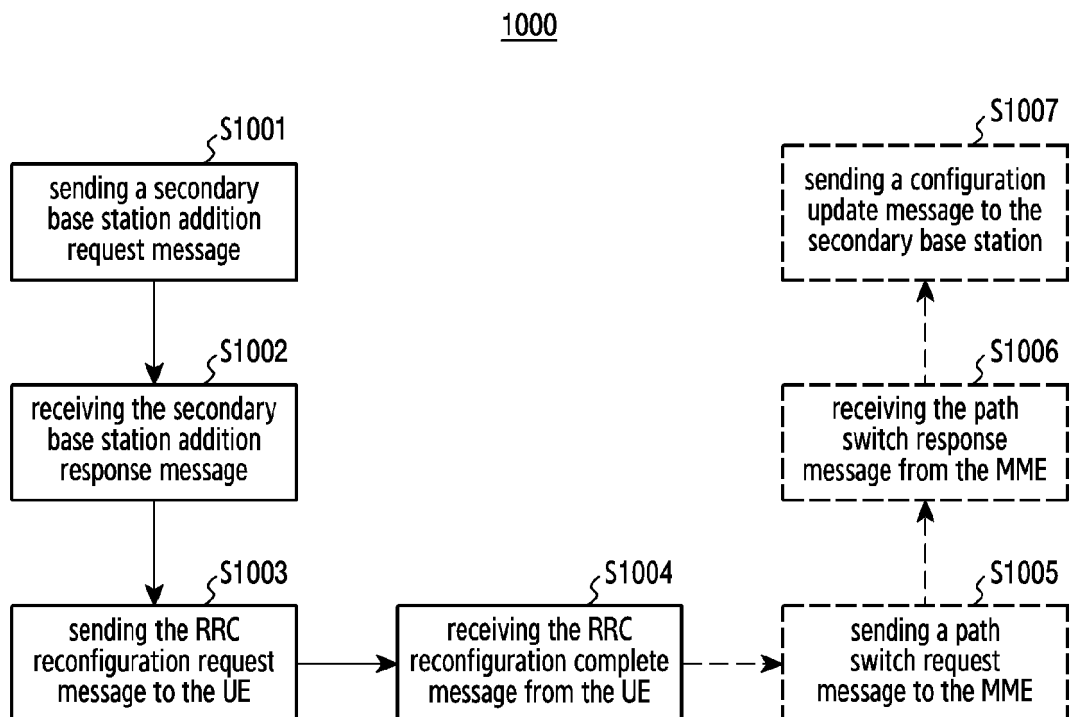 1000
S1001
sending a secondary
base station addition
request message
S1002
receiving the secondary
base station addition
response message
S1003
sending the RRC
reconfiguration request
message to the UE
S1004
receiving the RRC
reconfiguration complete
message from the UE
S1005
sending a path
switch request
message to the MME
S1006
receiving the path
switch response
message from the MME
S1007
sending a configuration
update message to the
secondary base station